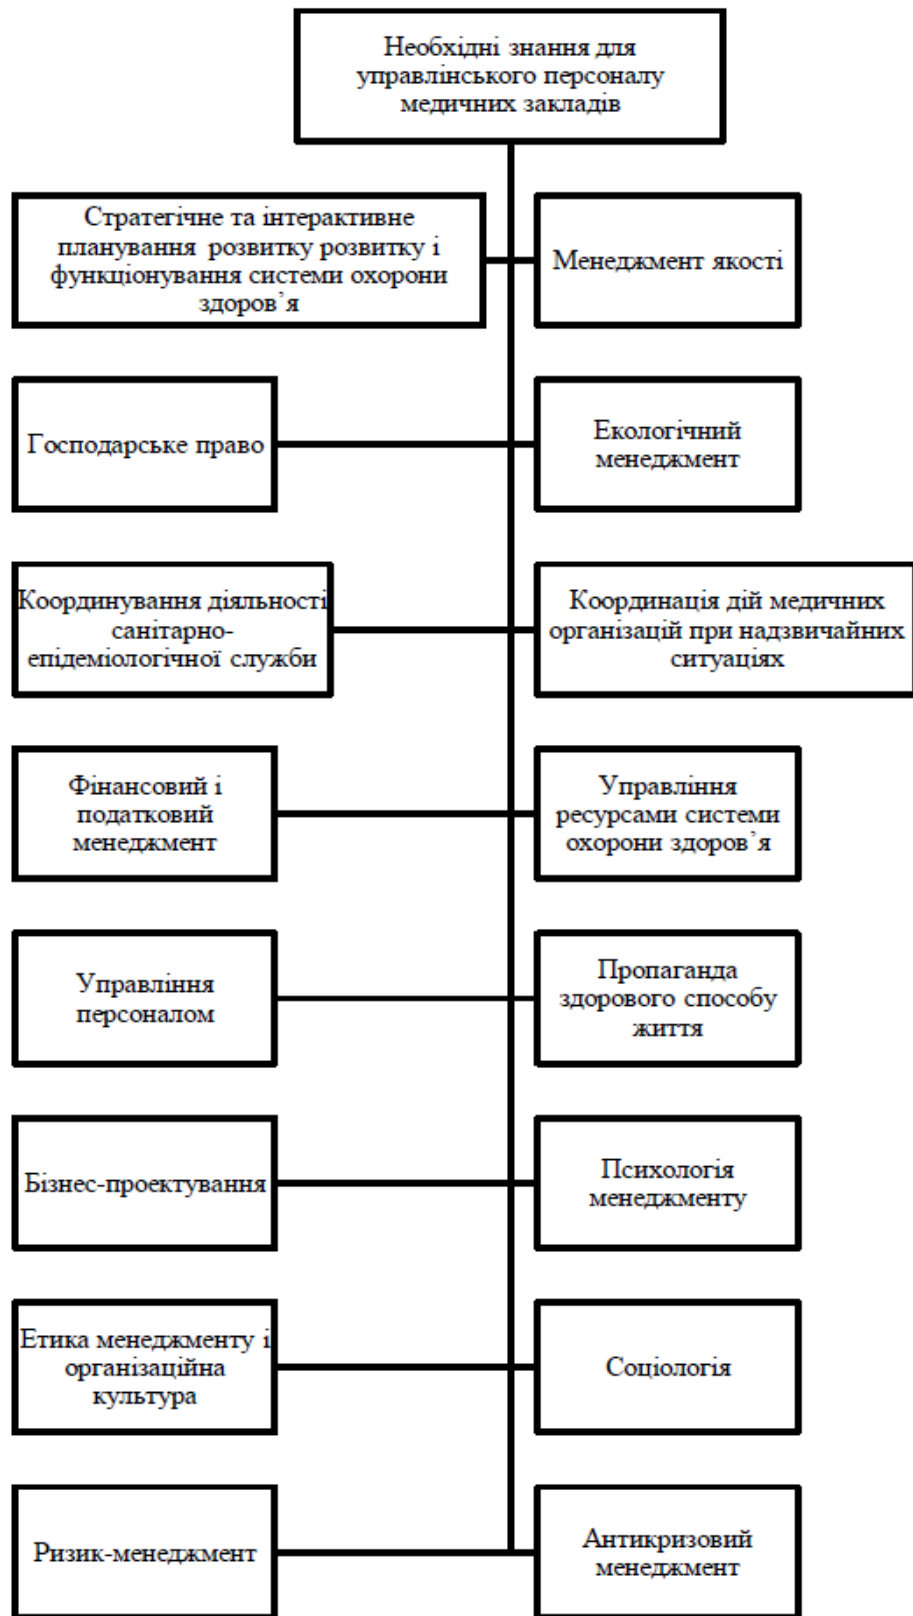 Необхідні знання для
управлінського персоналу
медичних закладів
Стратегічне та інтерактивне
планування розвитку розвитку і
функціонування системи охорони
здоров’я
Менеджмент якості
Господарське право
Екологічний
менеджмент
Координування діяльності
санітарно-
епідеміологічної служби
Координація дій медичних
організацій при надзвичайних
ситуаціях
Фінансовий і
податковий
менеджмент
Управління
ресурсами системи
охорони здоров’я
Управління
персоналом
Пропаганда
здорового способу
життя
Бізнес-проектування
Психологія
менеджменту
Етика менеджменту і
організаційна
культура
Соціологія
Ризик-менеджмент
Антикризовий
менеджмент